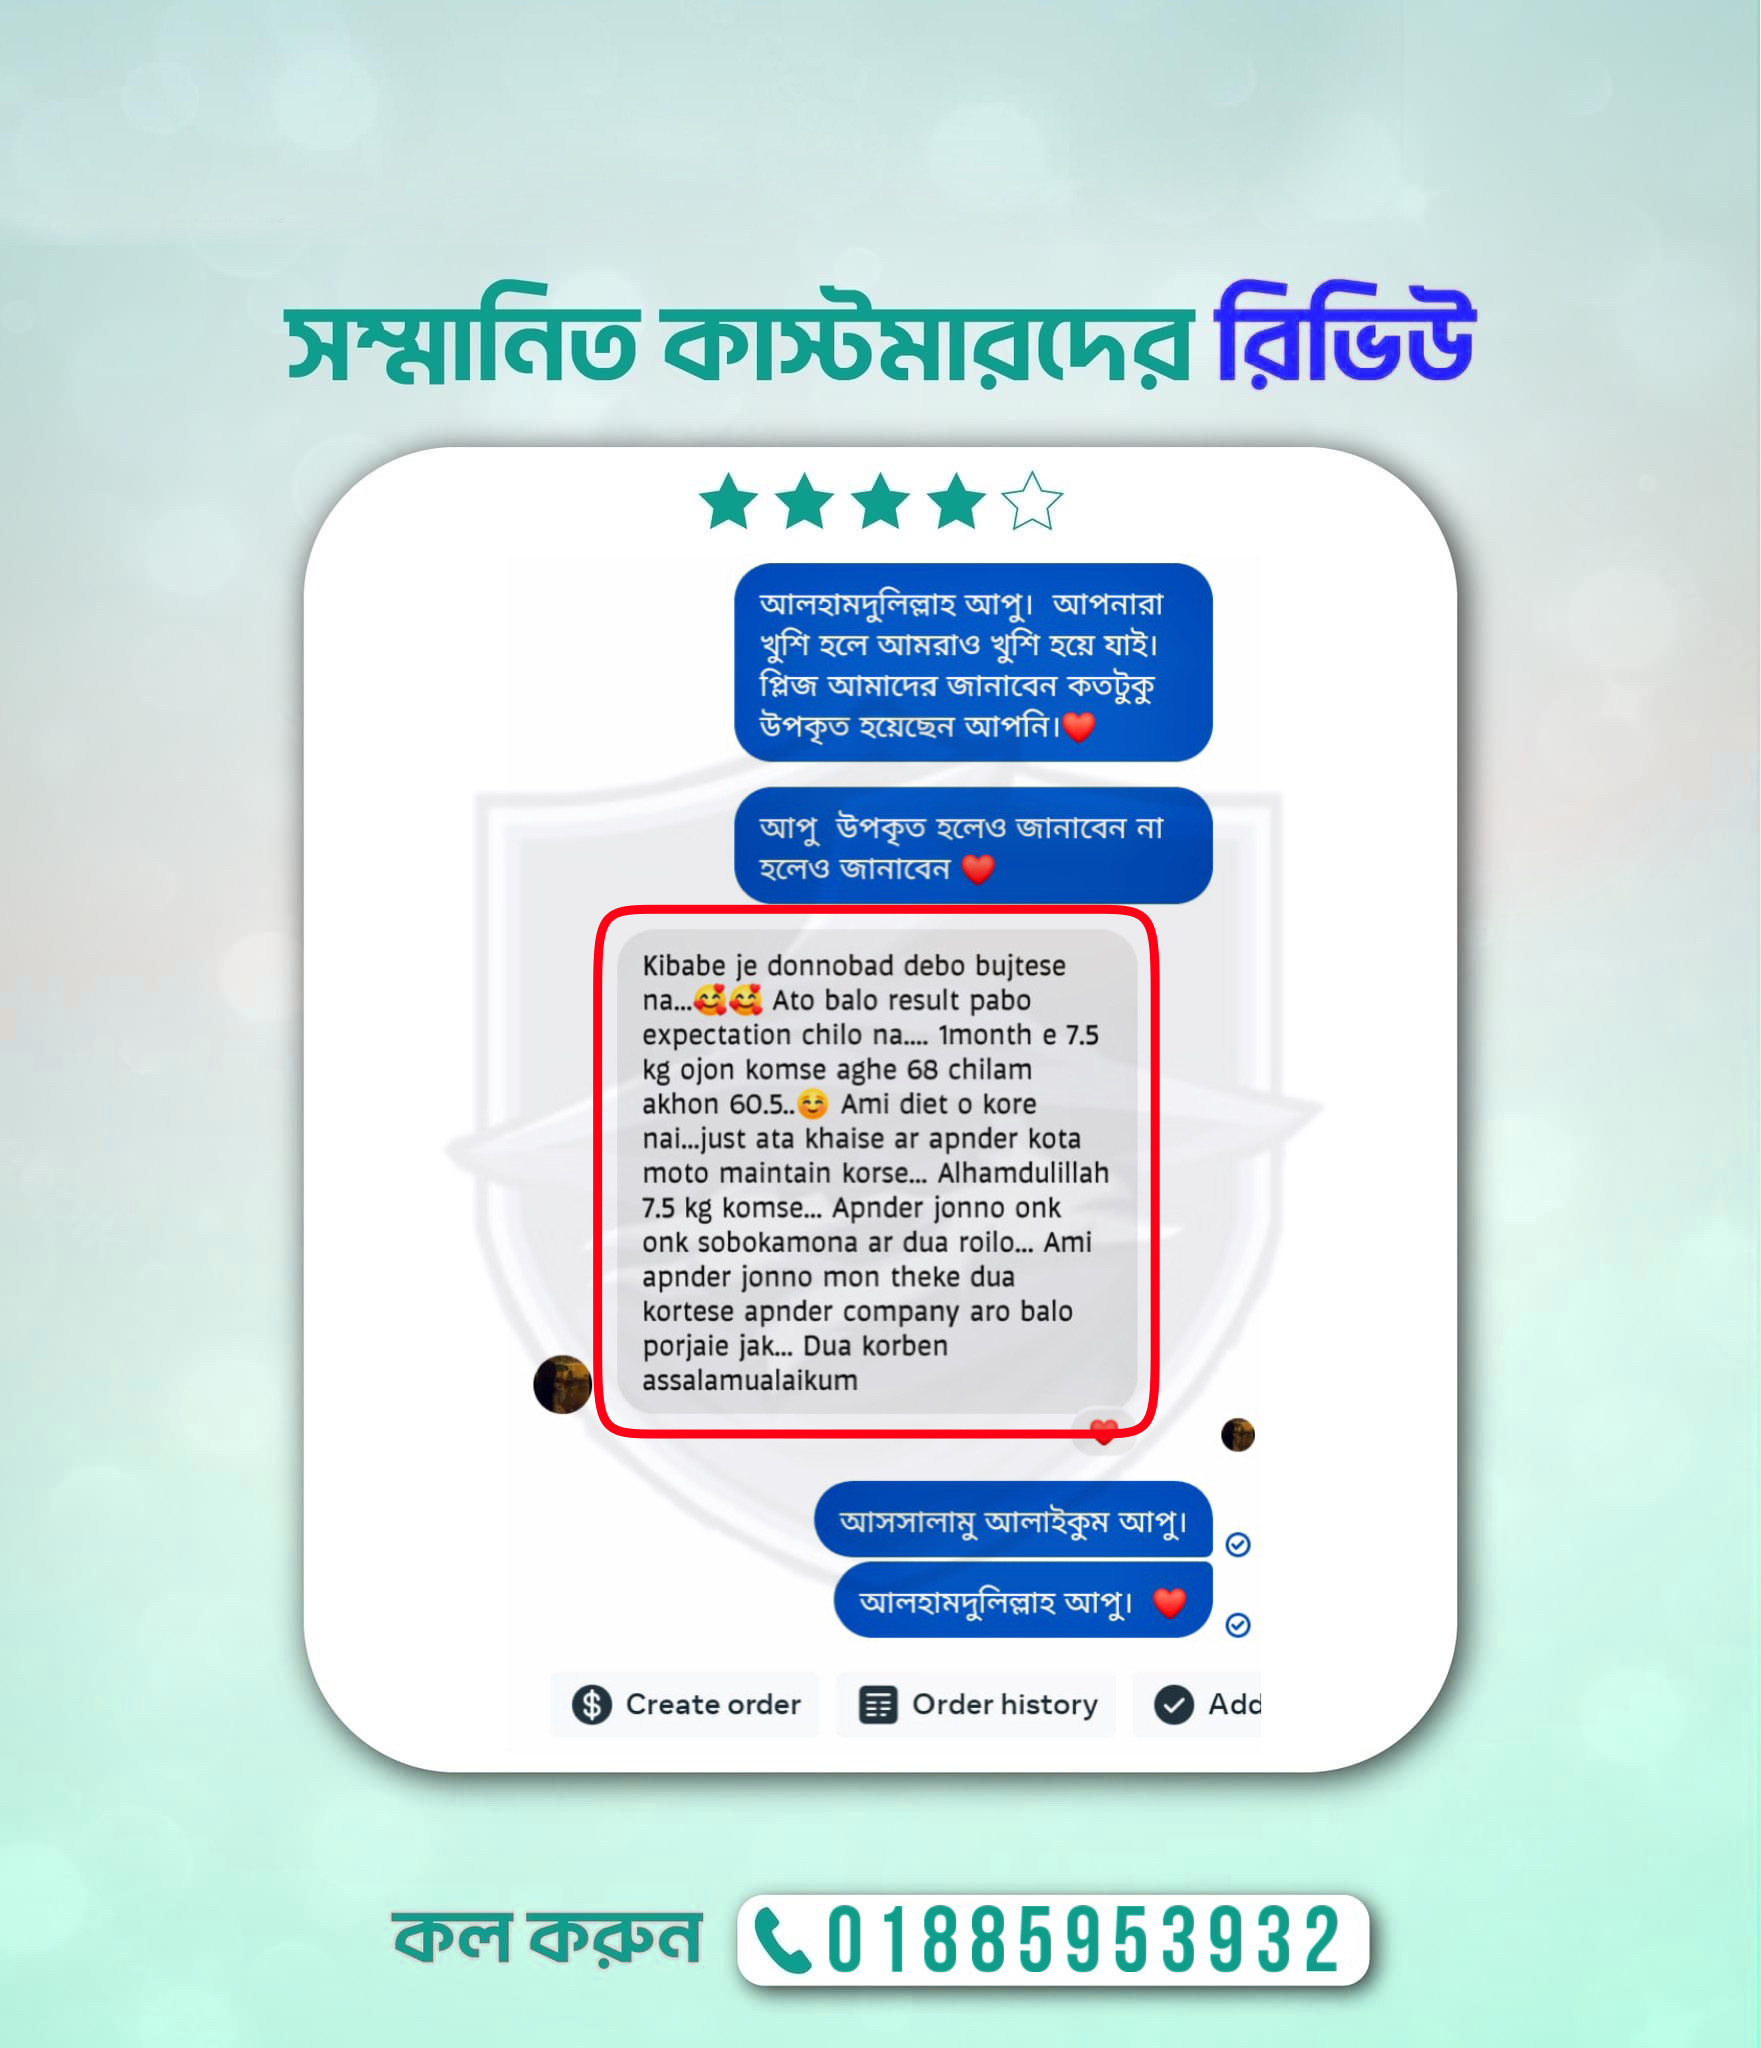 সম্মানিত কাস্টমারদের রিভিউ
আলহামদুলিল্লাহ আপু। আপনারা
খুশি হলে আমরাও খুশি হয়ে যাই।
প্লিজ আমাদের জানাবেন কতটুকু
উপকৃত হয়েছেন আপনি।❤️
আপু উপকৃত হলেও জানাবেন না
হলেও জানাবেন ❤️
Kibabe je donnobad debo bujtese
na...🥰🥰 Ato balo result pabo
expectation chilo na.... 1month e 7.5
kg ojon komse aghe 68 chilam
akhon 60.5..☺️ Ami diet o kore
nai...just ata khaise ar apnder kota
moto maintain korse... Alhamdulillah
7.5 kg komse... Apnder jonno onk
onk sobokamona ar dua roilo... Ami
apnder jonno mon theke dua
kortese apnder company aro balo
porjaie jak... Dua korben
assalamualaikum
আসসালামু আলাইকুম আপু।
আলহামদুলিল্লাহ আপু। ❤️
Create order Order history Add
কল করুন 01885953932